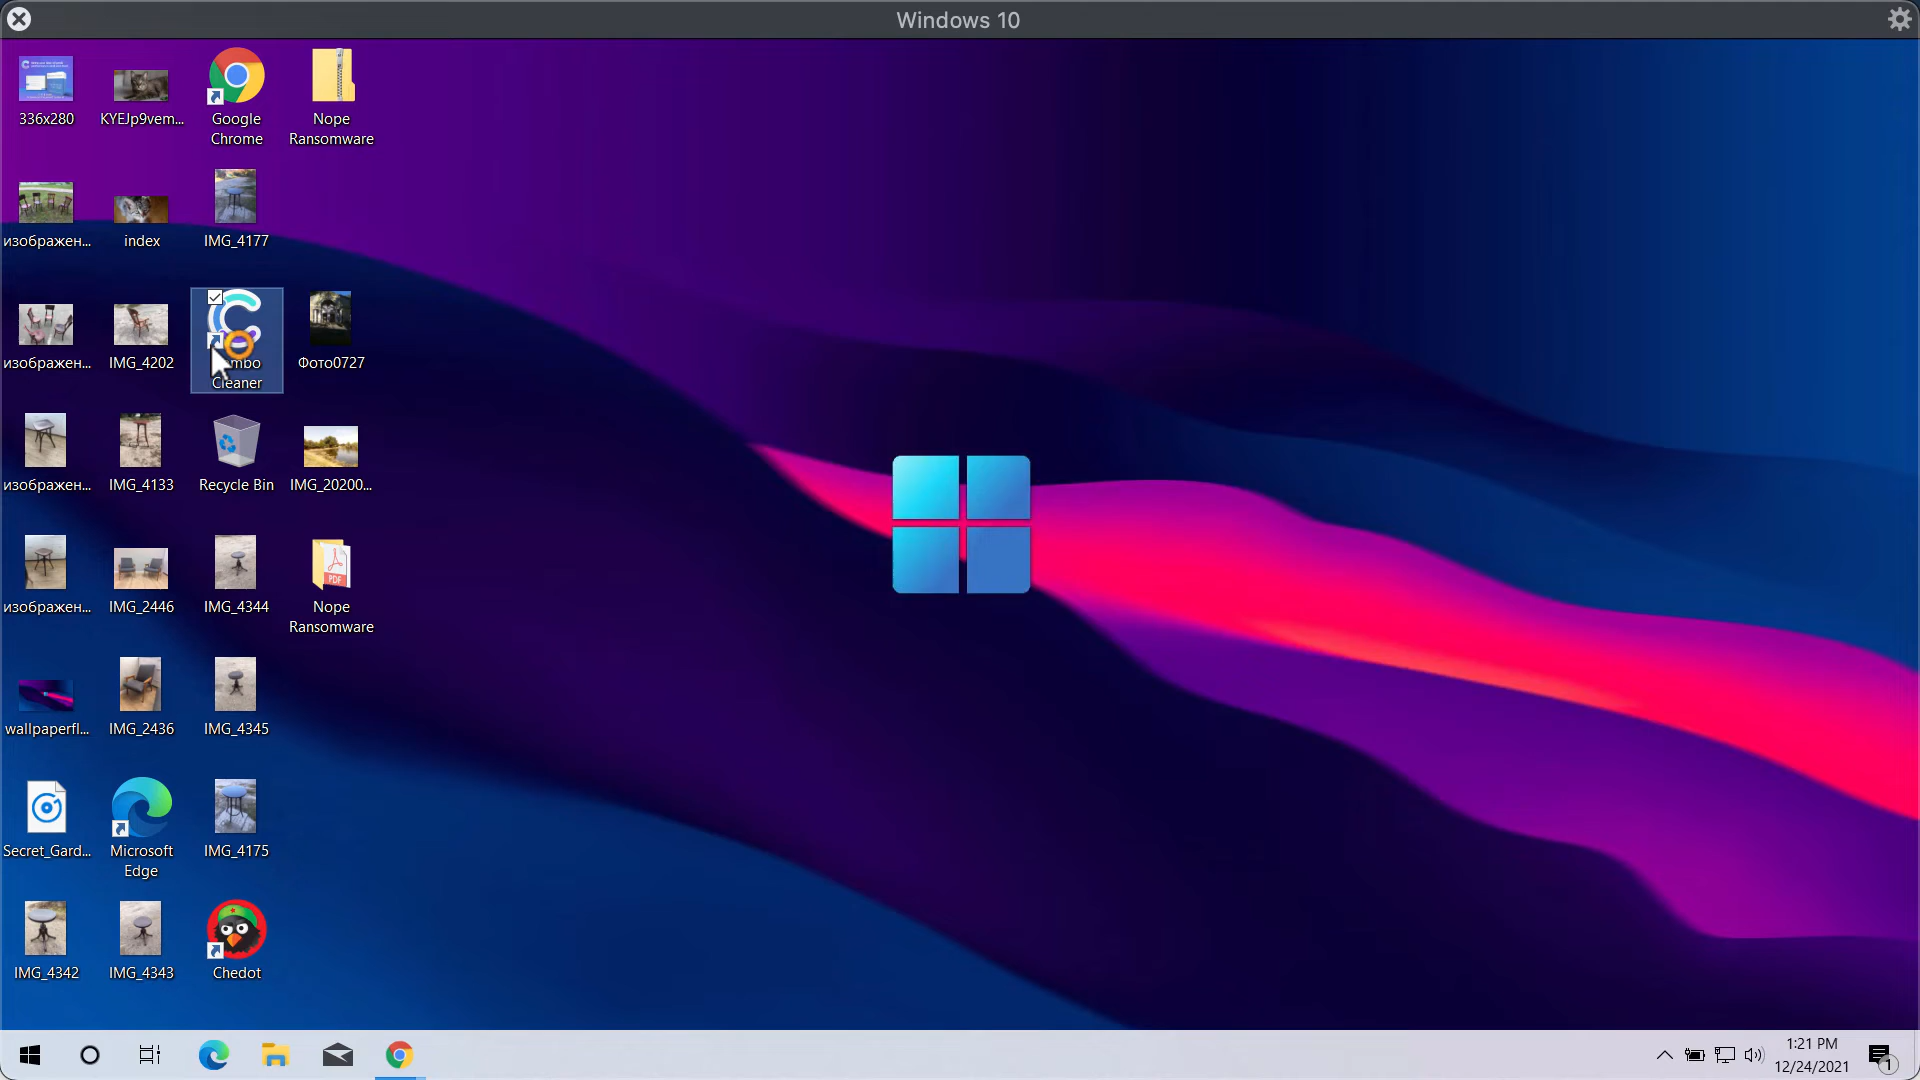 Windows 10
336x280
KYEJp9vem...
Google
Chrome
Nope
Ransomware
изображен...
index
IMG_4177
изображен...
IMG_4202
Cleaner
Фото0727
изображен...
IMG_4133
Recycle Bin
IMG_20200...
изображен...
IMG_2446
IMG_4344
PDF
Nope
Ransomware
wallpaperfl...
IMG_2436
IMG_4345
Secret_Gard...
Microsoft
Edge
IMG_4175
IMG_4342
IMG_4343
Chedot
1:21 PM
12/24/2021
1